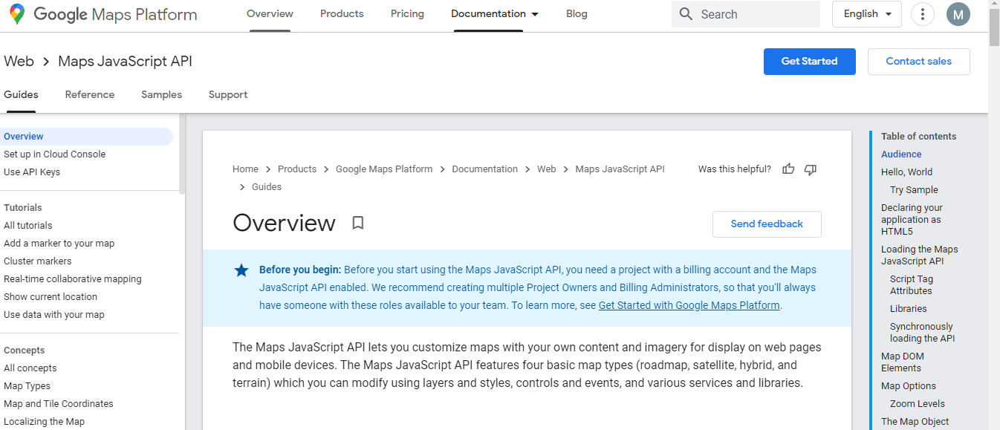 Google Maps Platform
Overview
Products
Pricing
Documentation
Blog
Search
English
M
Web > Maps JavaScript API
Get Started
Contact sales
Guides
Reference
Samples
Support
Overview
Set up in Cloud Console
Use API Keys
Tutorials
All tutorials
Add a marker to your map
Cluster markers
Real-time collaborative mapping
Show current location
Use data with your map
Concepts
All concepts
Map Types
Map and Tile Coordinates
Localizing the Map
Home > Products > Google Maps Platform > Documentation > Web > Maps JavaScript API
> Guides
Was this helpful?
Overview
Send feedback
Before you begin: Before you start using the Maps JavaScript API, you need a project with a billing account and the Maps
JavaScript API enabled. We recommend creating multiple Project Owners and Billing Administrators, so that you'll always
have someone with these roles available to your team. To learn more, see Get Started with Google Maps Platform.
The Maps JavaScript API lets you customize maps with your own content and imagery for display on web pages
and mobile devices. The Maps JavaScript API features four basic map types (roadmap, satellite, hybrid, and
terrain) which you can modify using layers and styles, controls and events, and various services and libraries.
Table of contents
Audience
Hello, World
Try Sample
Declaring your
application as
HTML5
Loading the Maps
JavaScript API
Script Tag
Attributes
Libraries
Synchronously
loading the API
Map DOM
Elements
Map Options
Zoom Levels
The Map Object